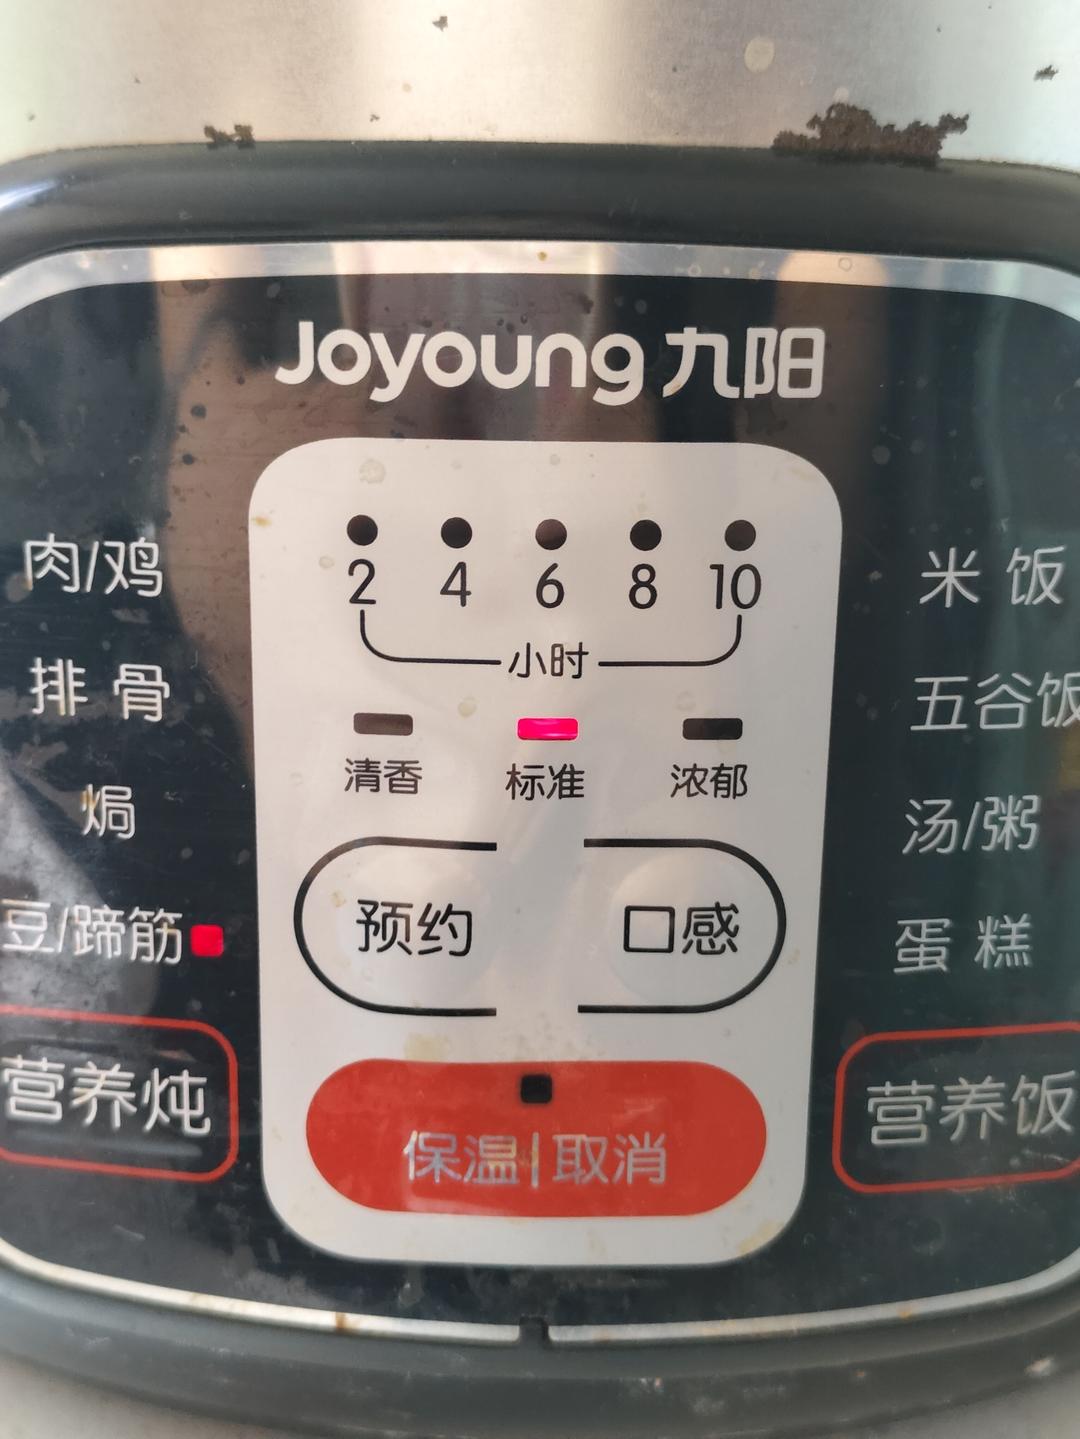 Joyoung 九阳
2 4 6 8 10
小时
清香 标准 浓郁
预约 口感
保温|取消
肉/鸡
排骨
焗
豆/蹄筋
营养炖
米饭
五谷饭
汤/粥
蛋糕
营养饭